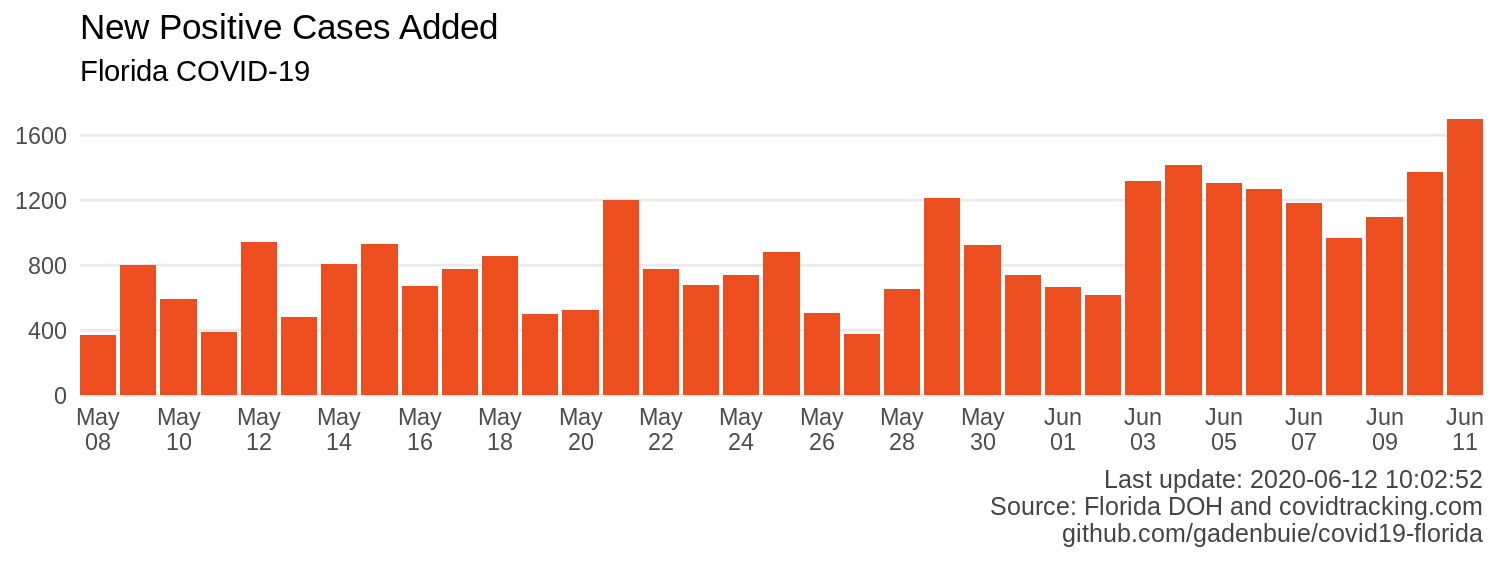 New Positive Cases Added
Florida COVID-19
1600
1200
800
400
0
May May May May May May May May May May May May Jun Jun Jun Jun Jun Jun
08 10 12 14 16 18 20 22 24 26 28 30 01 03 05 07 09 11
Last update: 2020-06-12 10:02:52
Source: Florida DOH and covidtracking.com
github.com/gadenbuie/covid19-florida